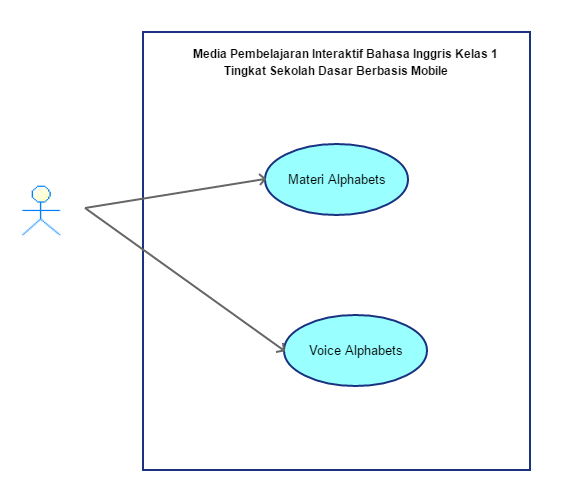 Media Pembelajaran Interaktif Bahasa Inggris Kelas 1
Tingkat Sekolah Dasar Berbasis Mobile
Materi Alphabets
Voice Alphabets